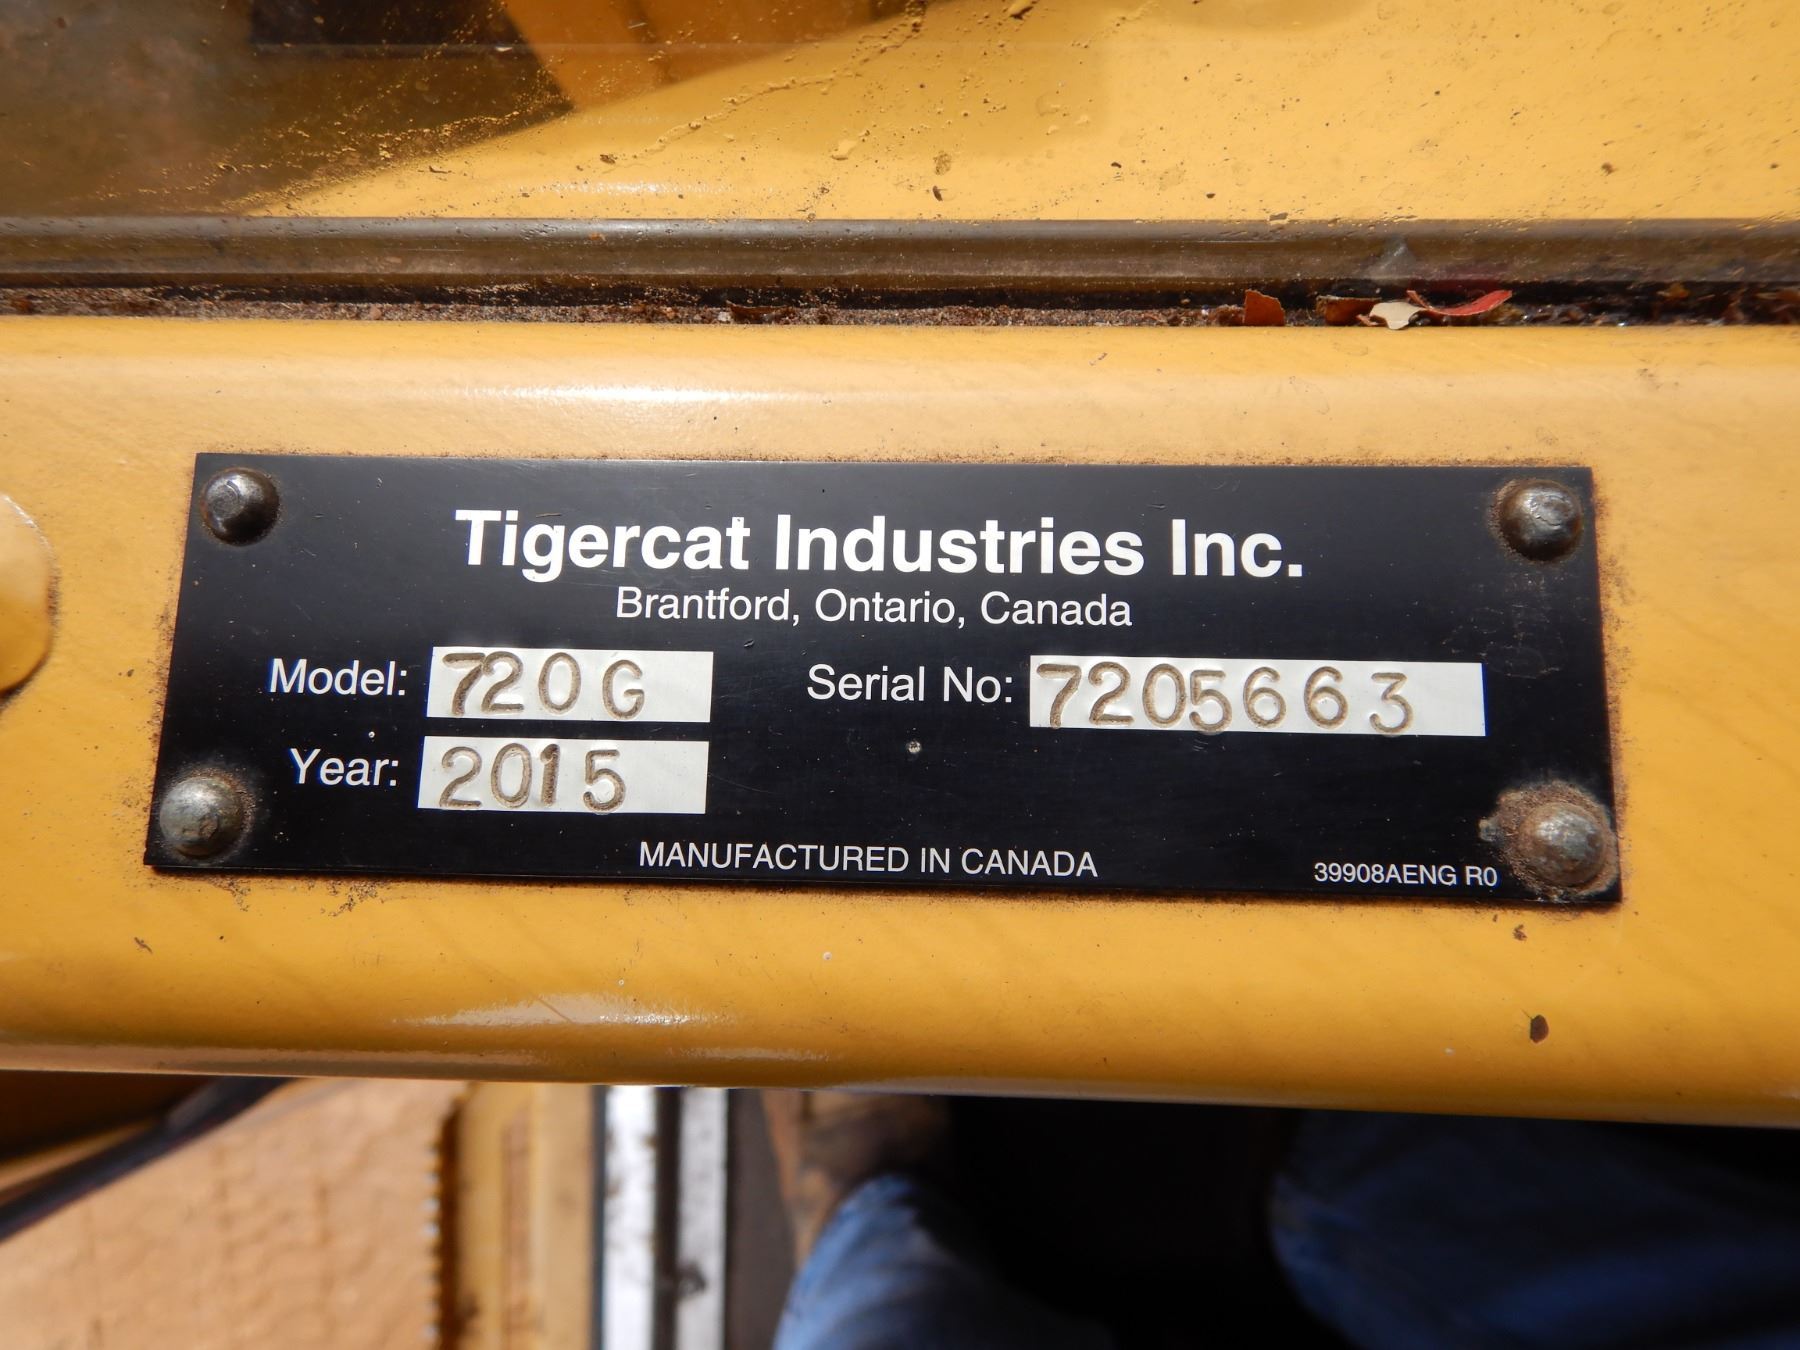 Tigercat Industries Inc.
Brantford, Ontario, Canada
Model: 720G Serial No: 7205663
Year: 2015
MANUFACTURED IN CANADA 39908AENG R0